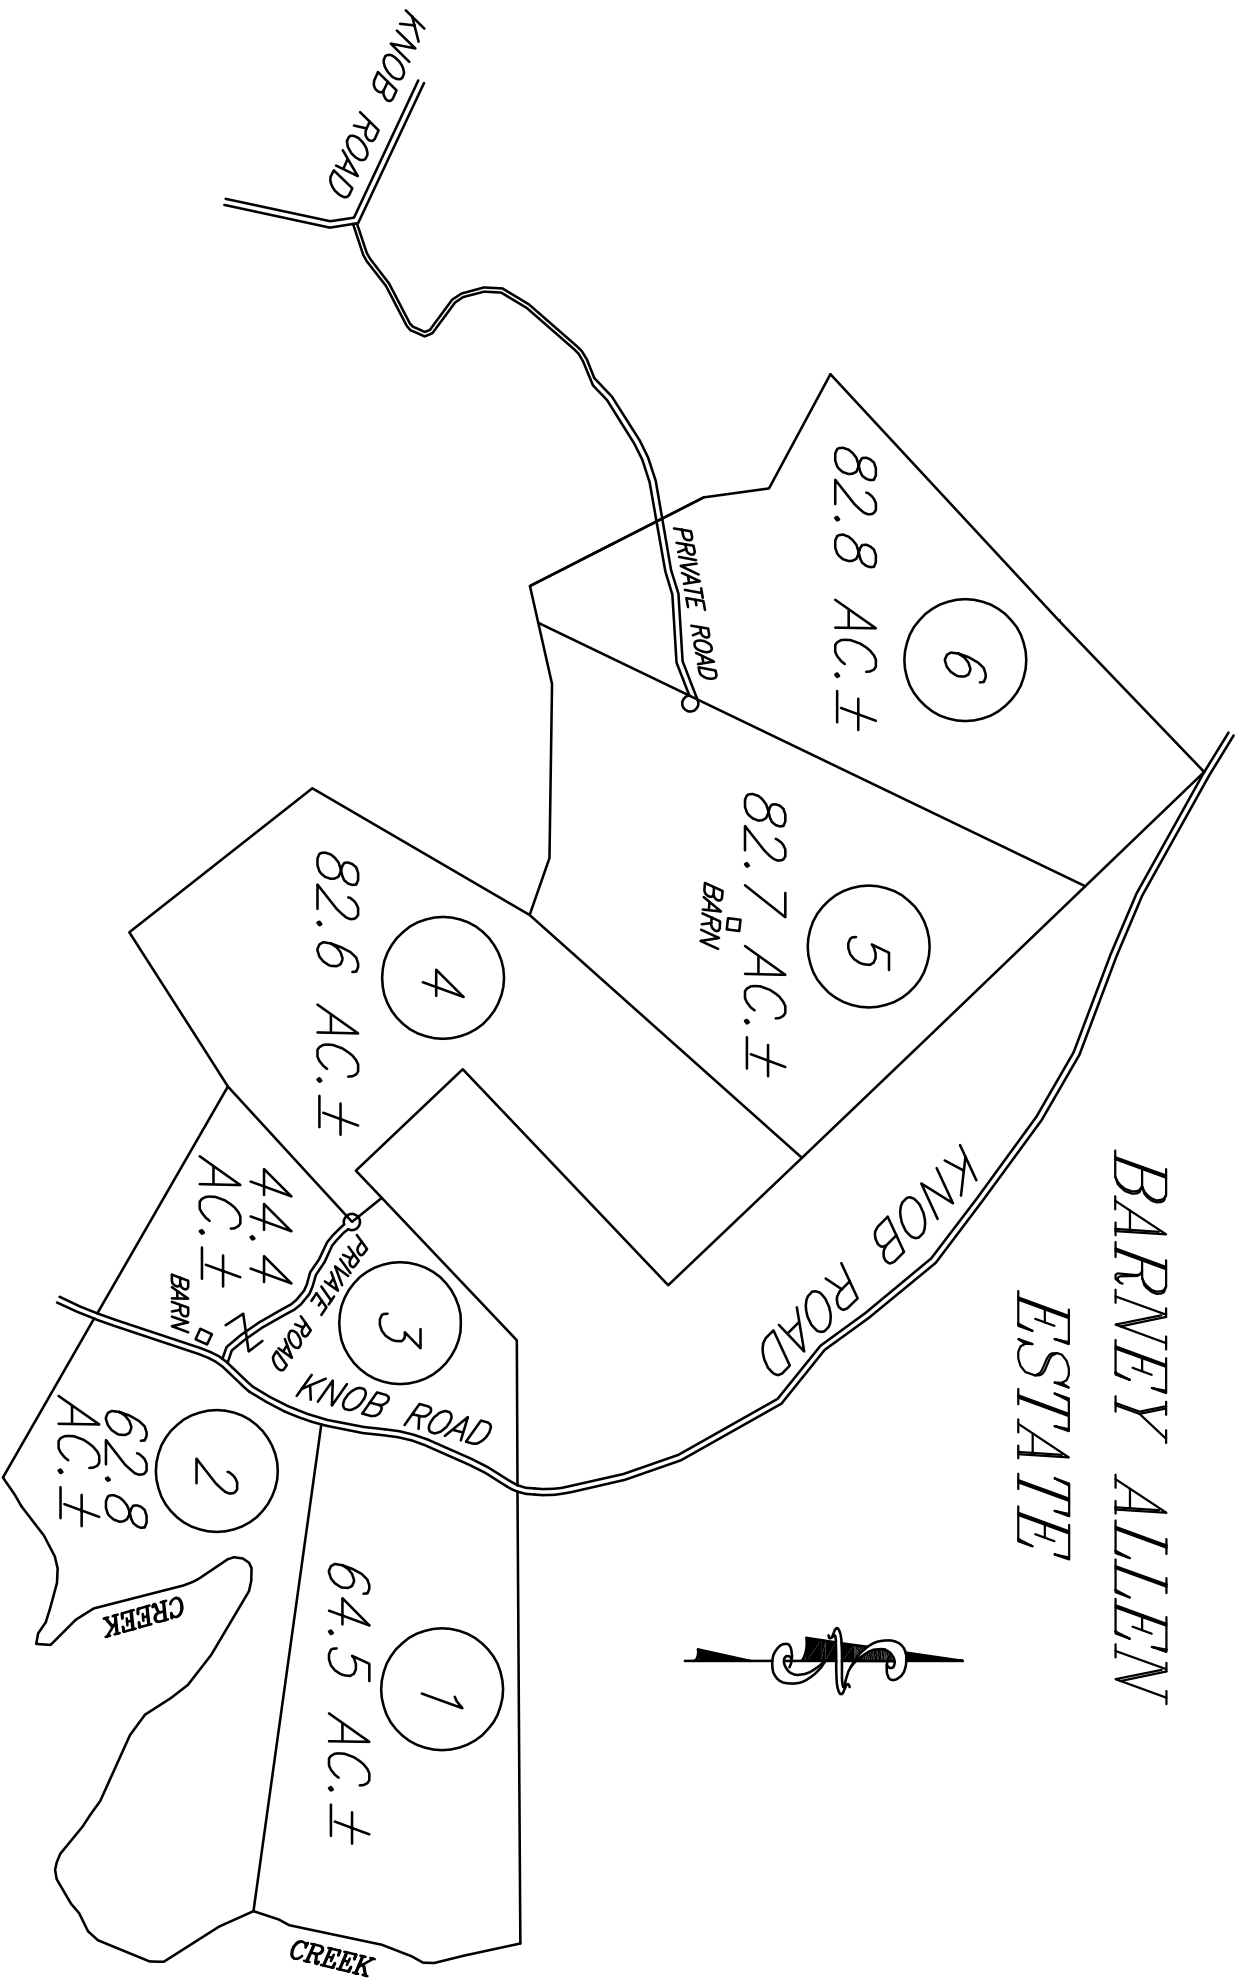 BARNEY ALLEN
ESTATE
KNOB ROAD
6
82.8 AC.±
PRIVATE ROAD
5
82.7 AC.±
BARN
KNOB ROAD
4
82.6 AC.±
3
44.4
AC.±
PRIVATE ROAD
Z
BARN
KNOB ROAD
2
62.8
AC.±
CREEK
1
64.5 AC.±
CREEK
N